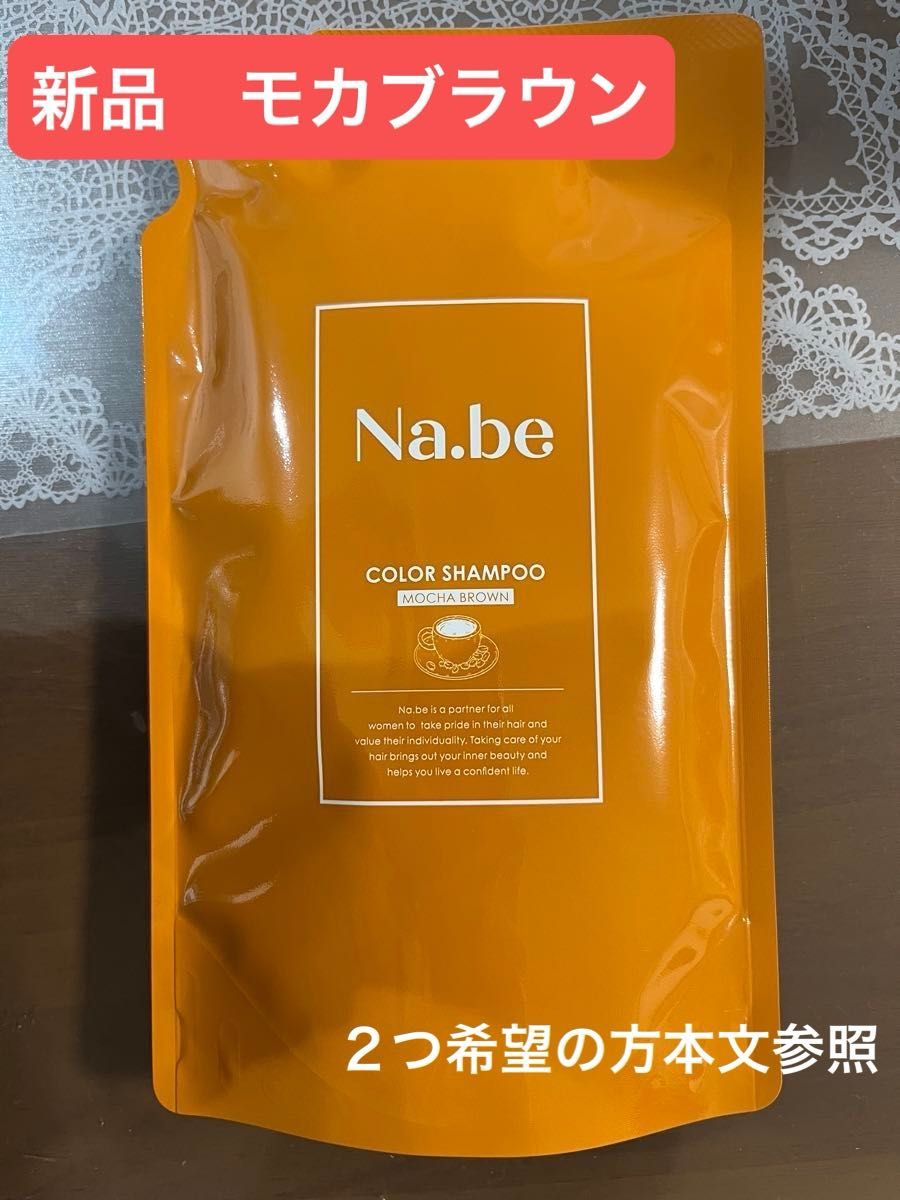 新品　モカブラウン
Na.be
COLOR SHAMPOO
MOCHA BROWN
Na.be is a partner for all
women to take pride in their hair and
value their individuality. Taking care of your
hair brings out your inner beauty and
helps you live a confident life.
２つ希望の方本文参照